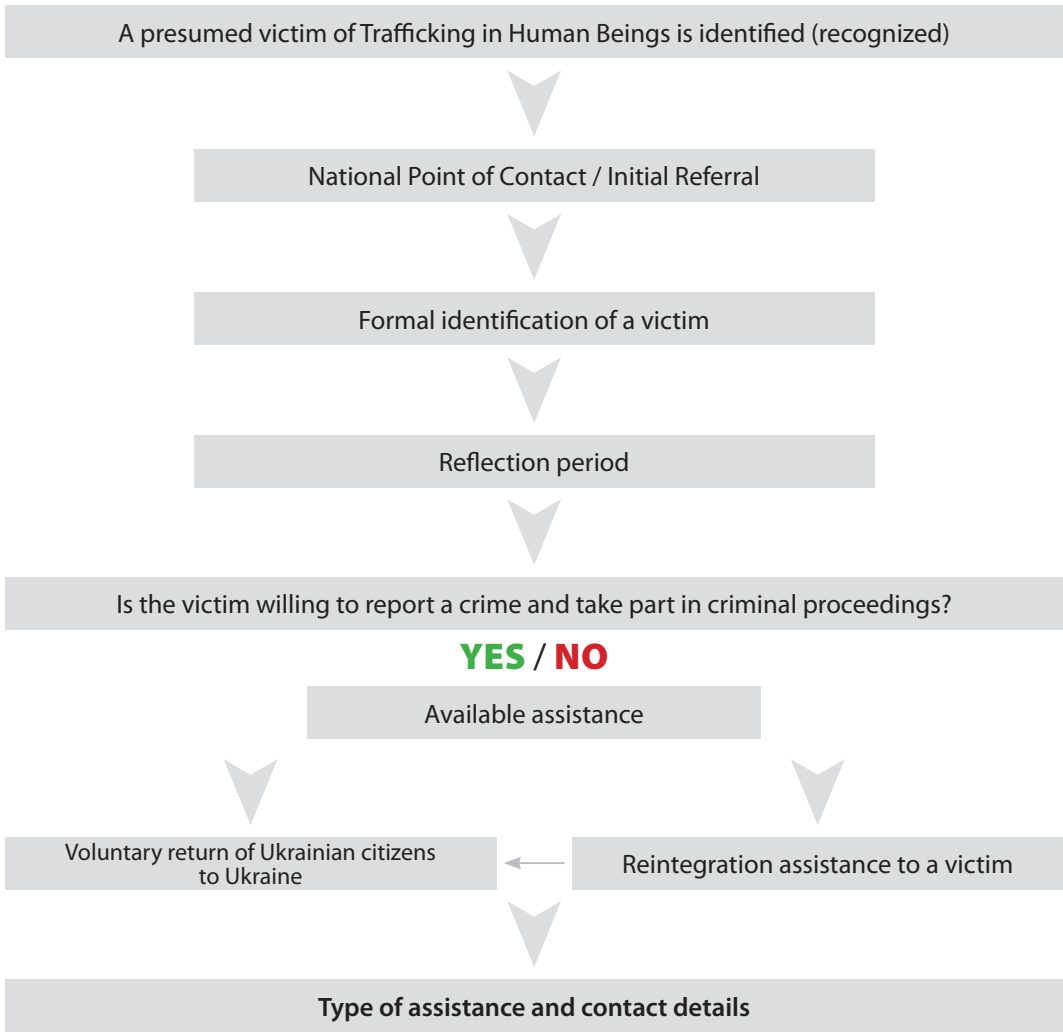 A presumed victim of Trafficking in Human Beings is identified (recognized)
National Point of Contact / Initial Referral
Formal identification of a victim
Reflection period
Is the victim willing to report a crime and take part in criminal proceedings?
YES / NO
Available assistance
Voluntary return of Ukrainian citizens
to Ukraine
Reintegration assistance to a victim
Type of assistance and contact details